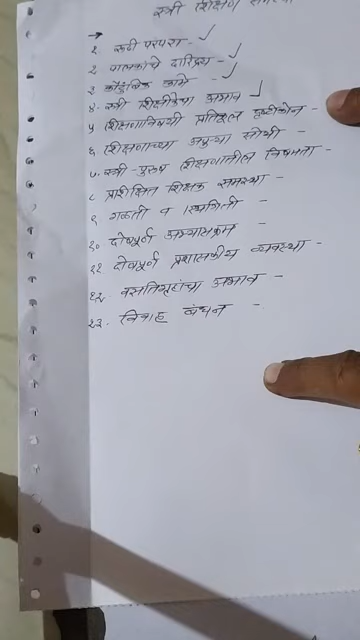 स्त्री शिक्षण समस्या
१ रूढी परंपरा -
२ पालकांचे दारिद्र्य -
३ कौटुंबिक कामे -
४. स्त्री शिक्षिकेचा अभाव -
५ शिक्षणाविषयी प्रतिकूल दृष्टीकोन -
६ शिक्षणाच्या अपुऱ्या सोयी -
७. स्त्री-पुरुष शिक्षणातील विषमता -
८ प्रशिक्षित शिक्षक समस्या -
९ गळती व स्थगिती -
१० दोषपूर्ण अभ्यासक्रम -
११ दोषपूर्ण प्रशासकीय व्यवस्था -
१२. वसतिगृहांचा अभाव -
१३. विवाह बंधन -